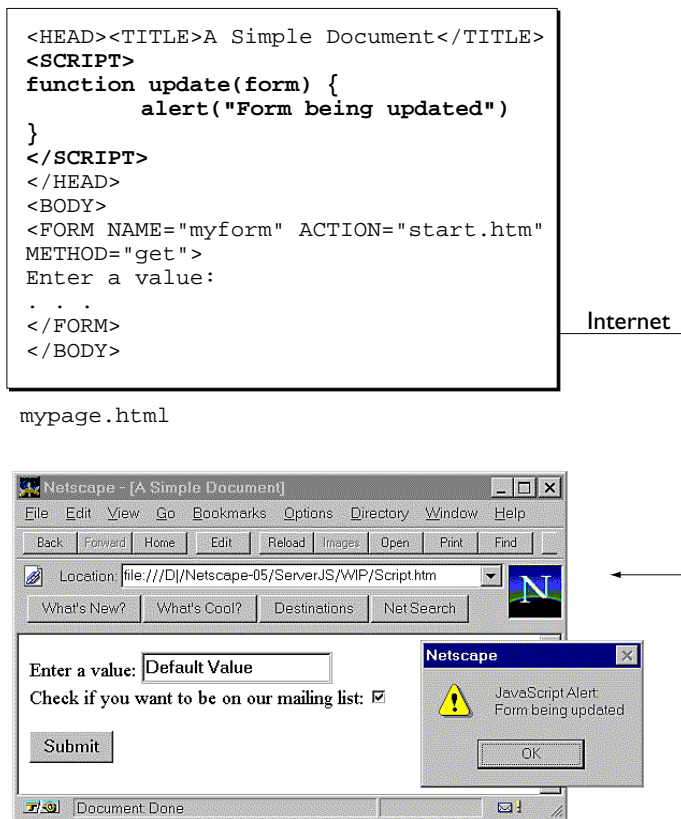 <HEAD><TITLE>A Simple Document</TITLE>
<SCRIPT>
function update(form) {
alert("Form being updated")
}
</SCRIPT>
</HEAD>
<BODY>
<FORM NAME="myform" ACTION="start.htm"
METHOD="get">
Enter a value:
. . .
</FORM>
</BODY>
Internet
mypage.html
Netscape - [A Simple Document]
File Edit View Go Bookmarks Options Directory Window Help
Back Forward Home Edit Reload Images Open Print Find
Location: file:///D|/Netscape-05/ServerJS/WIP/Script.htm
N
What's New? What's Cool? Destinations Net Search
Enter a value: Default Value
Check if you want to be on our mailing list:
Submit
Netscape
JavaScript Alert:
Form being updated
OK
Document: Done